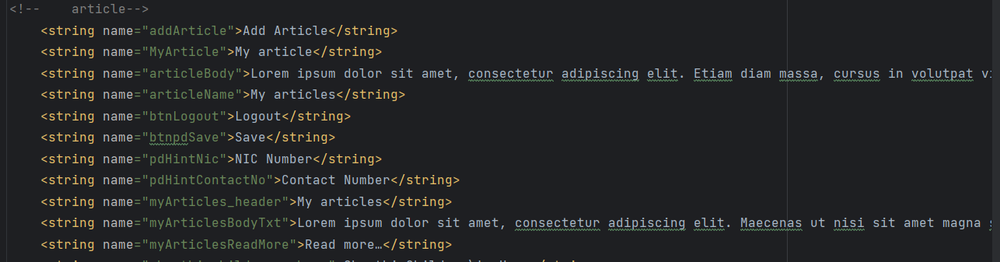 <!--    article-->
<string name="addArticle">Add Article</string>
<string name="MyArticle">My article</string>
<string name="articleBody">Lorem ipsum dolor sit amet, consectetur adipiscing elit. Etiam diam massa, cursus in volutpat
<string name="articleName">My articles</string>
<string name="btnLogout">Logout</string>
<string name="btnpdSave">Save</string>
<string name="pdHintNic">NIC Number</string>
<string name="pdHintContactNo">Contact Number</string>
<string name="myArticles_header">My articles</string>
<string name="myArticlesBodyTxt">Lorem ipsum dolor sit amet, consectetur adipiscing elit. Maecenas ut nisi sit amet magna
<string name="myArticlesReadMore">Read more…</string>